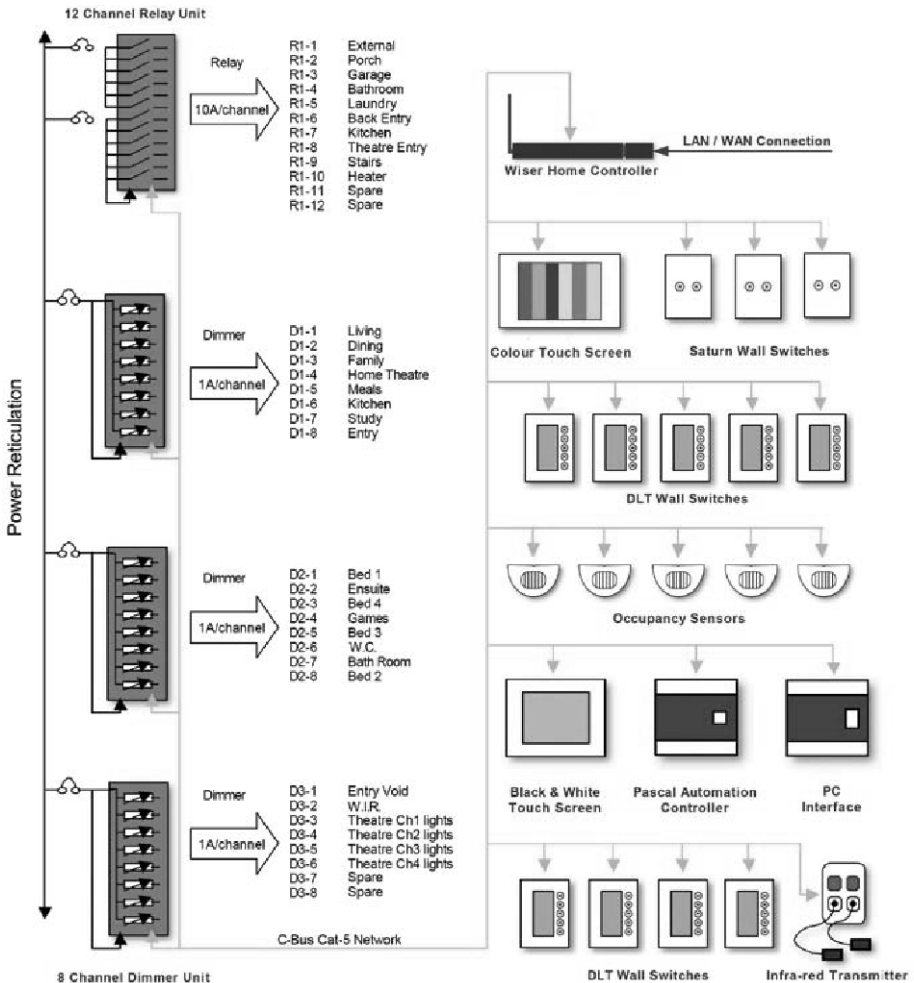 12 Channel Relay Unit
Power Reticulation
Relay
10A/channel
R1-1 External
R1-2 Porch
R1-3 Garage
R1-4 Bathroom
R1-5 Laundry
R1-6 Back Entry
R1-7 Kitchen
R1-8 Theatre Entry
R1-9 Stairs
R1-10 Heater
R1-11 Spare
R1-12 Spare
Dimmer
1A/channel
D1-1 Living
D1-2 Dining
D1-3 Family
D1-4 Home Theatre
D1-5 Meals
D1-6 Kitchen
D1-7 Study
D1-8 Entry
Dimmer
1A/channel
D2-1 Bed 1
D2-2 Ensuite
D2-3 Bed 4
D2-4 Games
D2-5 Bed 3
D2-6 W.C.
D2-7 Bath Room
D2-8 Bed 2
Dimmer
1A/channel
D3-1 Entry Void
D3-2 W.I.R.
D3-3 Theatre Ch1 lights
D3-4 Theatre Ch2 lights
D3-5 Theatre Ch3 lights
D3-6 Theatre Ch4 lights
D3-7 Spare
D3-8 Spare
C-Bus Cat-5 Network
8 Channel Dimmer Unit
LAN / WAN Connection
Wiser Home Controller
Colour Touch Screen
Saturn Wall Switches
DLT Wall Switches
Occupancy Sensors
Black & White
Touch Screen
Pascal Automation
Controller
PC
Interface
DLT Wall Switches
Infra-red Transmitter